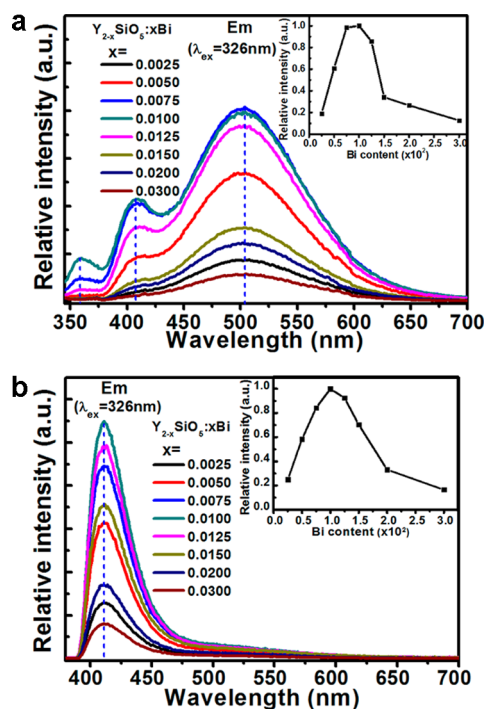 a
Y2-xSiO5:xBi
x=
0.0025
0.0050
0.0075
0.0100
0.0125
0.0150
0.0200
0.0300
Em
(λex=326nm)
Relative intensity (a.u.)
350 400 450 500 550 600 650 700
Wavelength (nm)
Relative intensity (a.u.)
1.0
0.8
0.6
0.4
0.2
0.0
0.0 0.5 1.0 1.5 2.0 2.5 3.0
Bi content (x10²)
b
Em
(λex=326nm)
Y2-xSiO5:xBi
x=
0.0025
0.0050
0.0075
0.0100
0.0125
0.0150
0.0200
0.0300
Relative intensity (a.u.)
400 450 500 550 600 650 700
Wavelength (nm)
Relative intensity (a.u.)
1.0
0.8
0.6
0.4
0.2
0.0
0.0 0.5 1.0 1.5 2.0 2.5 3.0
Bi content (x10²)